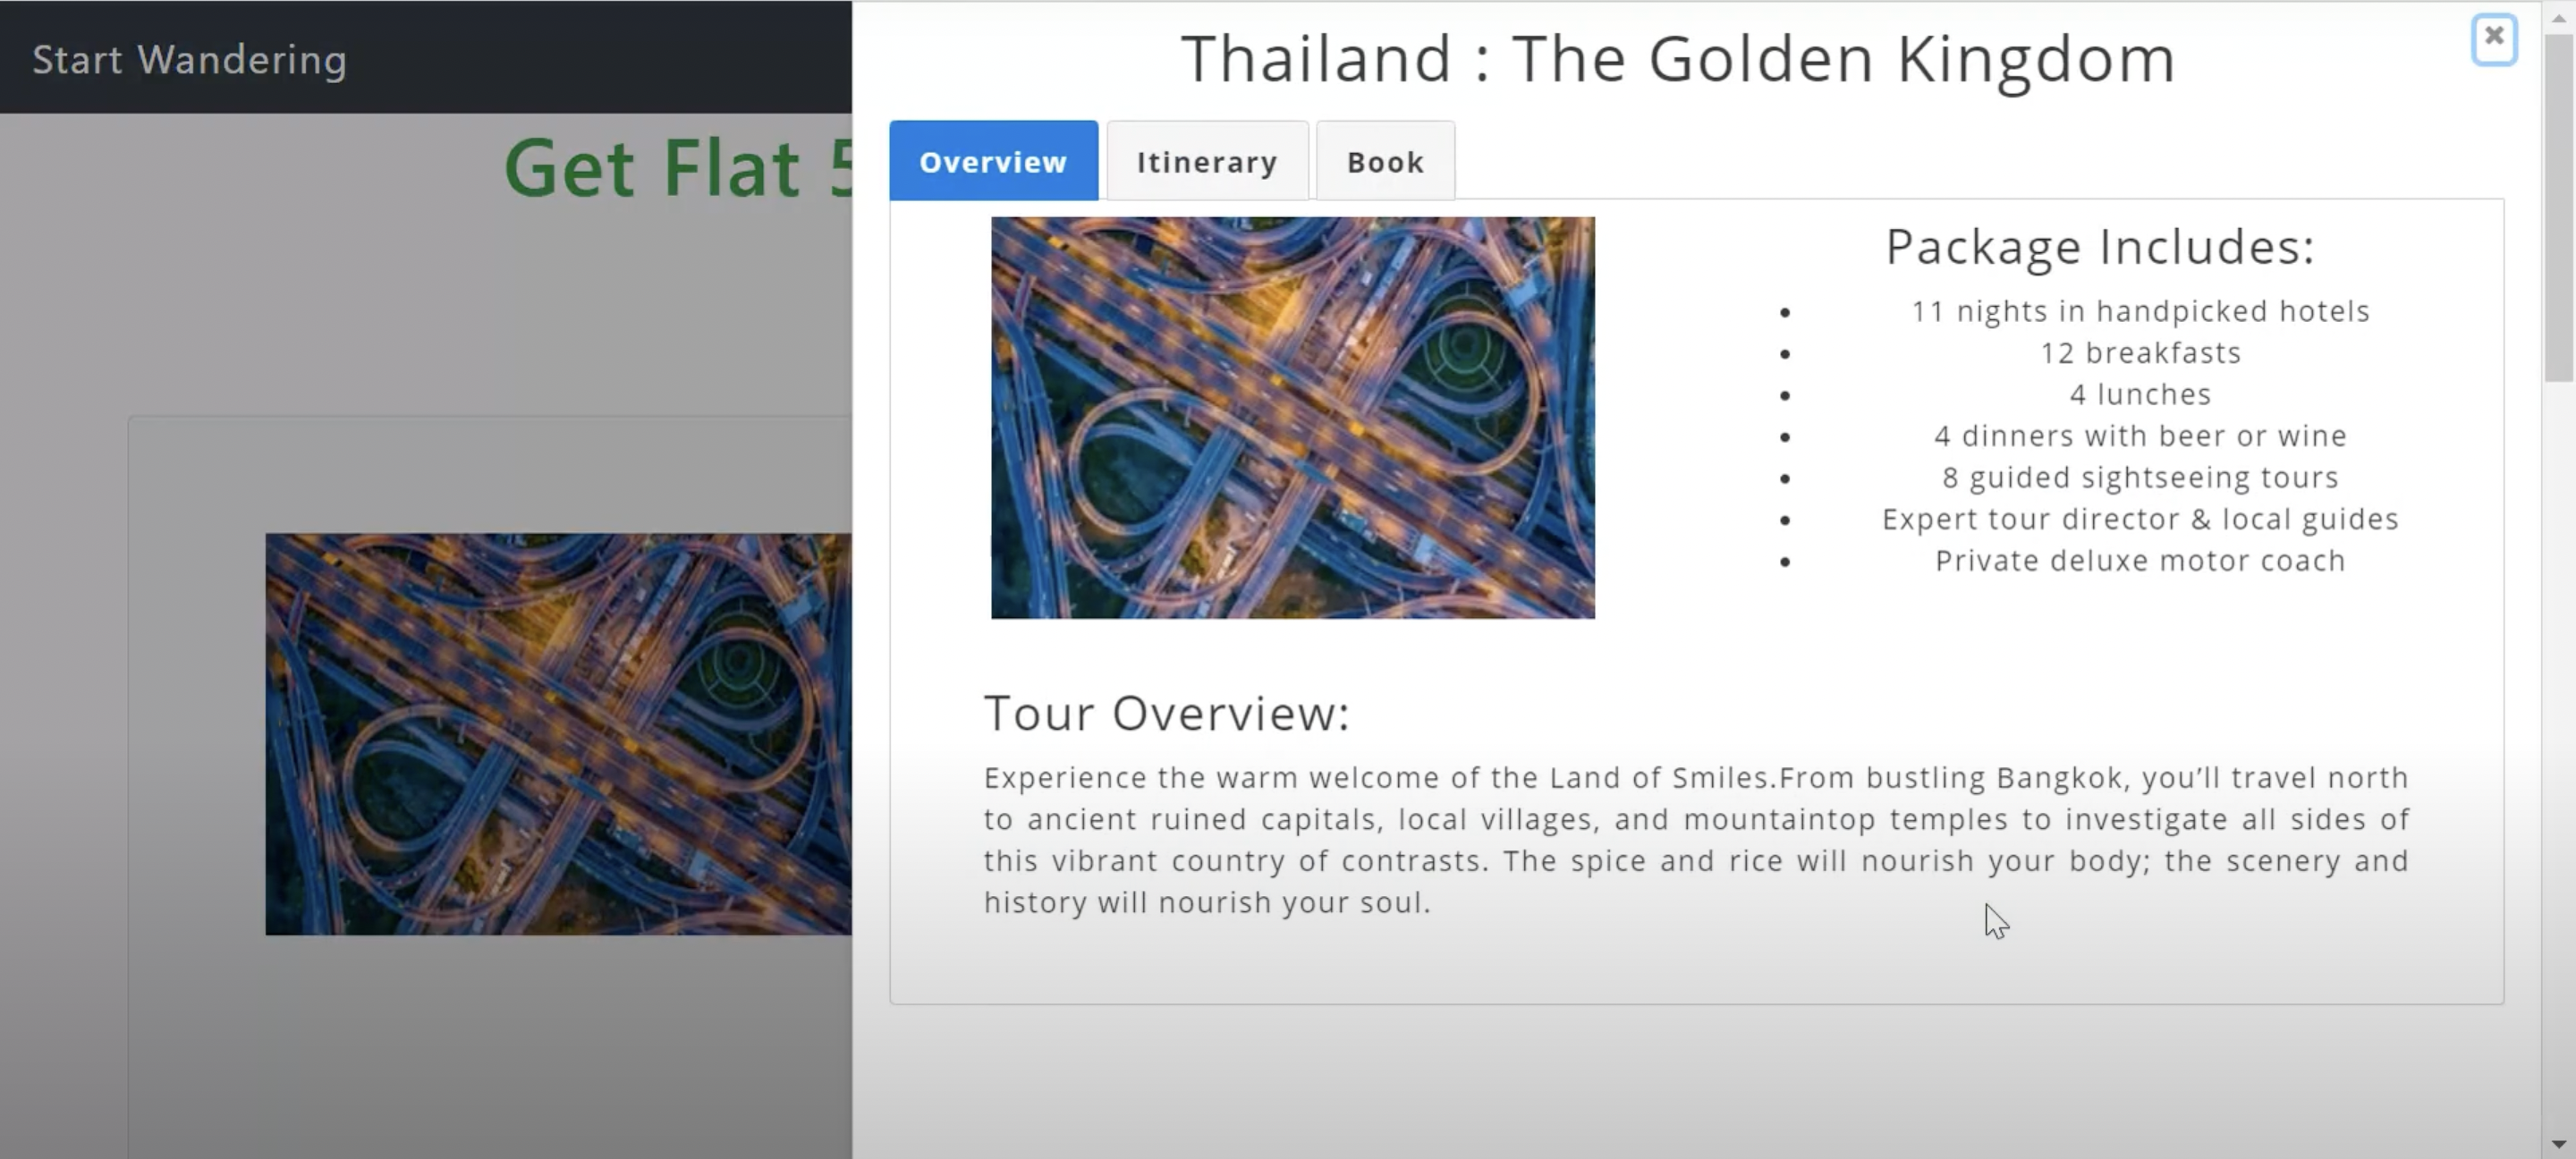 Start Wandering
Get Flat 5
Thailand : The Golden Kingdom
Overview
Itinerary
Book
Package Includes:
11 nights in handpicked hotels
12 breakfasts
4 lunches
4 dinners with beer or wine
8 guided sightseeing tours
Expert tour director & local guides
Private deluxe motor coach
Tour Overview:
Experience the warm welcome of the Land of Smiles.From bustling Bangkok, you’ll travel north
to ancient ruined capitals, local villages, and mountaintop temples to investigate all sides of
this vibrant country of contrasts. The spice and rice will nourish your body; the scenery and
history will nourish your soul.